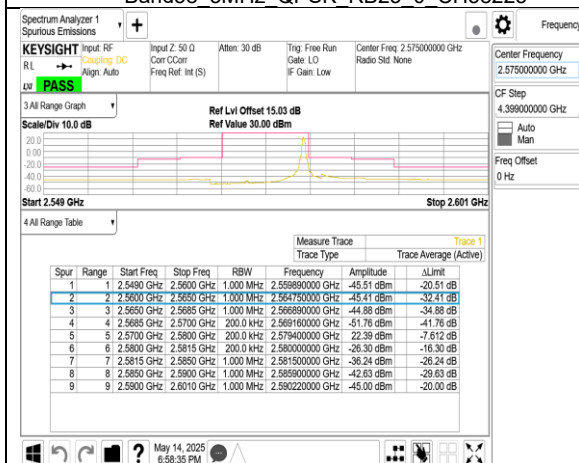 Spectrum Analyzer 1
Spurious Emissions
Frequency
KEYSIGHT
Input: RF
Coupling: DC
Align: Auto
Input Z: 50 Ω
Corr CCorr
Freq Ref: Int (S)
Atten: 30 dB
Trig: Free Run
Gate: LO
IF Gain: Low
Center Freq: 2.575000000 GHz
Radio Std: None
RL
LXI PASS
Center Frequency
2.575000000 GHz
CF Step
4.399000000 GHz
Auto
Man
Freq Offset
0 Hz
3 All Range Graph
Scale/Div 10.0 dB
Ref Lvl Offset 15.03 dB
Ref Value 30.00 dBm
20.0
0.00
-20.0
-40.0
-60.0
Start 2.549 GHz
Stop 2.601 GHz
4 All Range Table
Measure Trace Trace 1
Trace Type Trace Average (Active)
Spur Range Start Freq Stop Freq RBW Frequency Amplitude ΔLimit
1 1 2.5490 GHz 2.5600 GHz 1.000 MHz 2.559890000 GHz -45.51 dBm -20.51 dB
2 2 2.5600 GHz 2.5650 GHz 1.000 MHz 2.564750000 GHz -45.41 dBm -32.41 dB
3 3 2.5650 GHz 2.5685 GHz 1.000 MHz 2.566890000 GHz -44.88 dBm -34.88 dB
4 4 2.5685 GHz 2.5700 GHz 200.0 kHz 2.569160000 GHz -51.76 dBm -41.76 dB
5 5 2.5700 GHz 2.5800 GHz 200.0 kHz 2.579400000 GHz 22.39 dBm -7.612 dB
6 6 2.5800 GHz 2.5815 GHz 200.0 kHz 2.580000000 GHz -26.30 dBm -16.30 dB
7 7 2.5815 GHz 2.5850 GHz 1.000 MHz 2.581500000 GHz -36.24 dBm -26.24 dB
8 8 2.5850 GHz 2.5900 GHz 1.000 MHz 2.585900000 GHz -42.63 dBm -29.63 dB
9 9 2.5900 GHz 2.6010 GHz 1.000 MHz 2.590220000 GHz -45.00 dBm -20.00 dB
May 14, 2025
6:58:35 PM